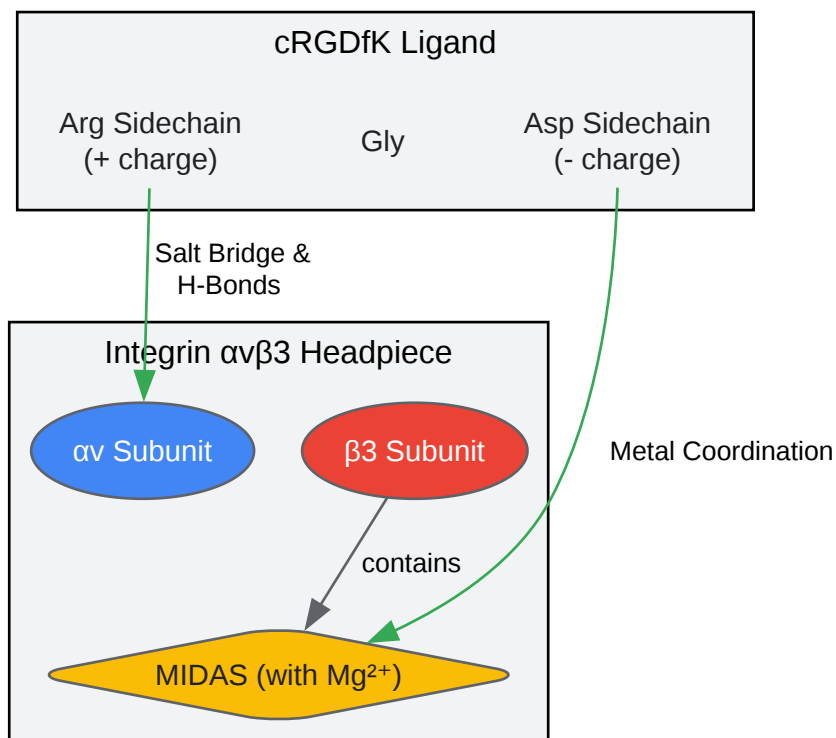 cRGDfK Ligand
Arg Sidechain
(+ charge)
Gly
Asp Sidechain
(- charge)
Salt Bridge &
H-Bonds
Integrin αvβ3 Headpiece
αv Subunit
β3 Subunit
Metal Coordination
contains
MIDAS (with Mg²⁺)